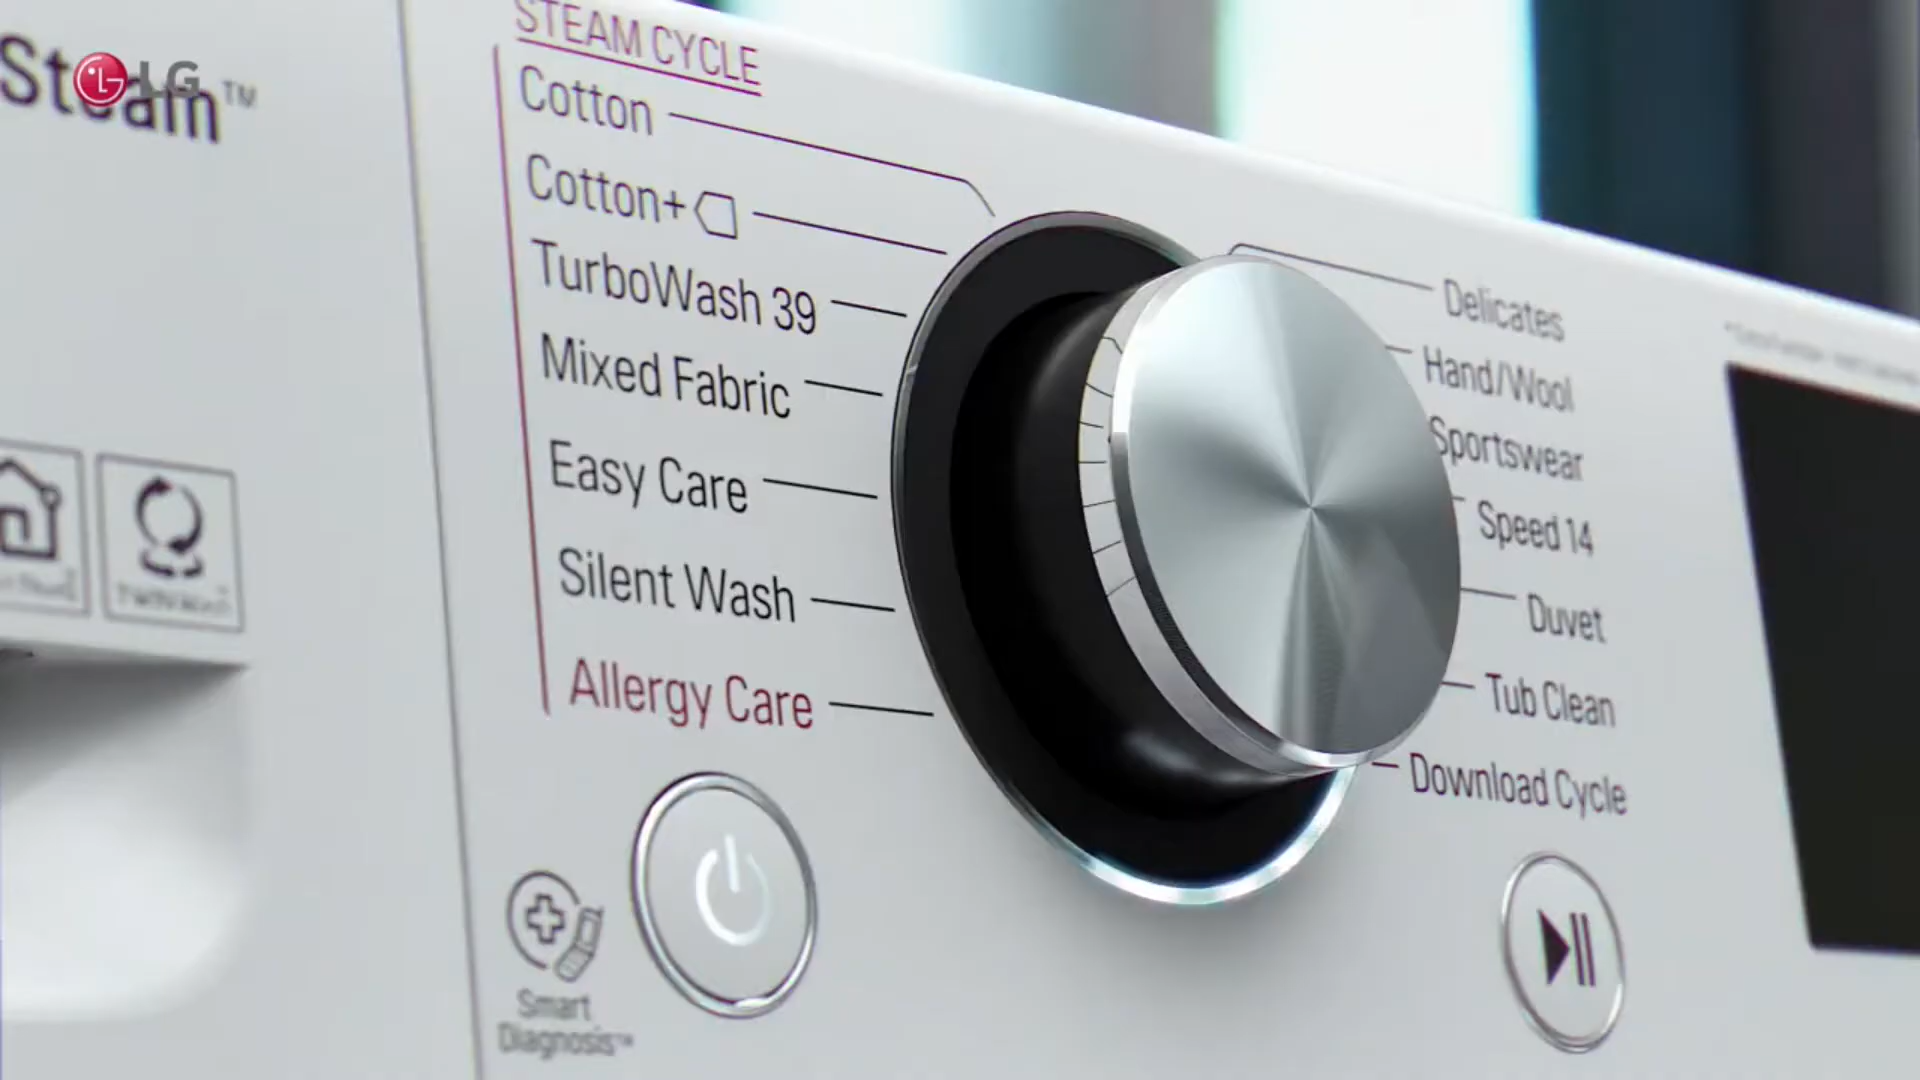 Steam™
LG
STEAM CYCLE
Cotton
Cotton+
TurboWash 39
Mixed Fabric
Easy Care
Silent Wash
Allergy Care
Delicates
Hand/Wool
Sportswear
Speed 14
Duvet
Tub Clean
Download Cycle
Smart
Diagnosis™